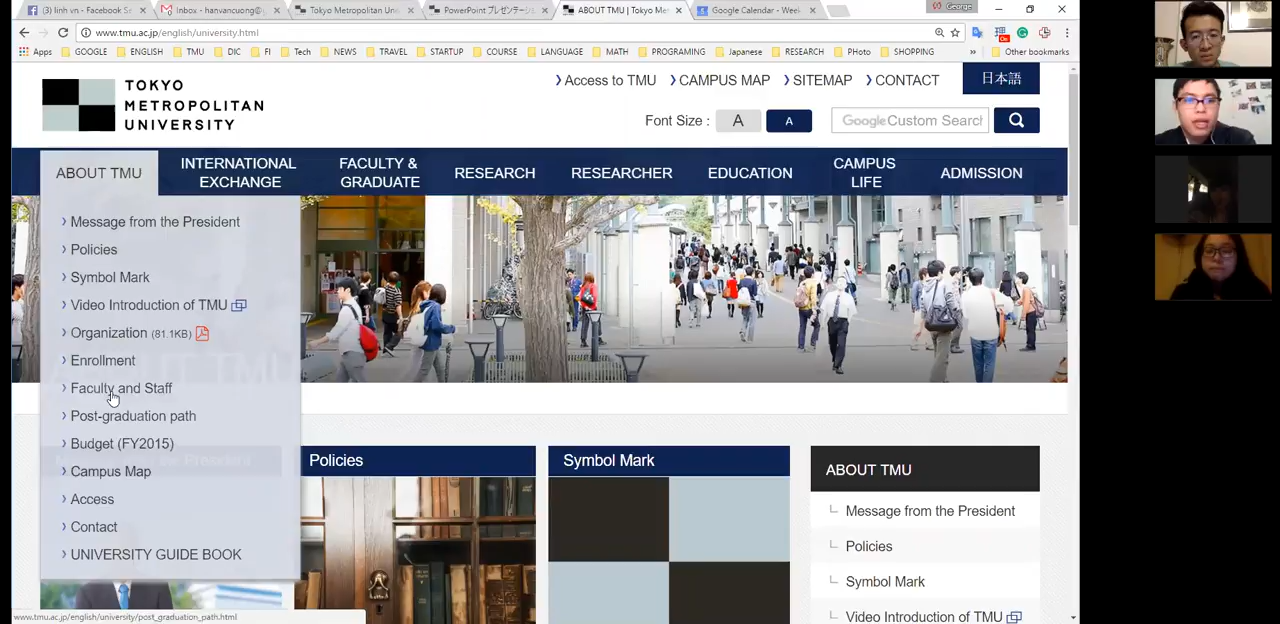 (3) linh vn - Facebook S
Inbox - hanvancuong@g
Tokyo Metropolitan Uni
PowerPoint プレゼンテーシ
ABOUT TMU | Tokyo Me
Google Calendar - Week
George
www.tmu.ac.jp/english/university.html
Apps
GOOGLE
ENGLISH
TMU
DIC
FI
Tech
NEWS
TRAVEL
STARTUP
COURSE
LANGUAGE
MATH
PROGRAMING
Japanese
RESEARCH
PHoto
SHOPPING
»
Other bookmarks
TOKYO
METROPOLITAN
UNIVERSITY
Access to TMU
CAMPUS MAP
SITEMAP
CONTACT
日本語
Font Size :
A
A
Google Custom Search
ABOUT TMU
INTERNATIONAL
EXCHANGE
FACULTY &
GRADUATE
RESEARCH
RESEARCHER
EDUCATION
CAMPUS
LIFE
ADMISSION
Message from the President
Policies
Symbol Mark
Video Introduction of TMU
Organization (81.1KB)
Enrollment
Faculty and Staff
Post-graduation path
Budget (FY2015)
Campus Map
Access
Contact
UNIVERSITY GUIDE BOOK
Policies
Symbol Mark
ABOUT TMU
Message from the President
Policies
Symbol Mark
Video Introduction of TMU
www.tmu.ac.jp/english/university/post_graduation_path.html